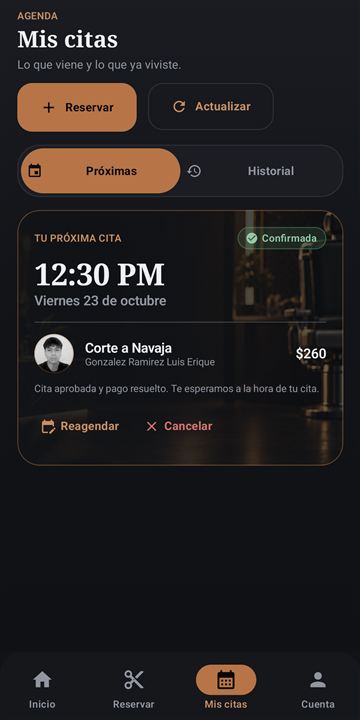 AGENDA
Mis citas
Lo que viene y lo que ya viviste.
Reservar
Actualizar
Próximas
Historial
TU PRÓXIMA CITA
Confirmada
12:30 PM
Viernes 23 de octubre
Corte a Navaja
Gonzalez Ramirez Luis Erique
$260
Cita aprobada y pago resuelto. Te esperamos a la hora de tu cita.
Reagendar
Cancelar
Inicio
Reservar
Mis citas
Cuenta